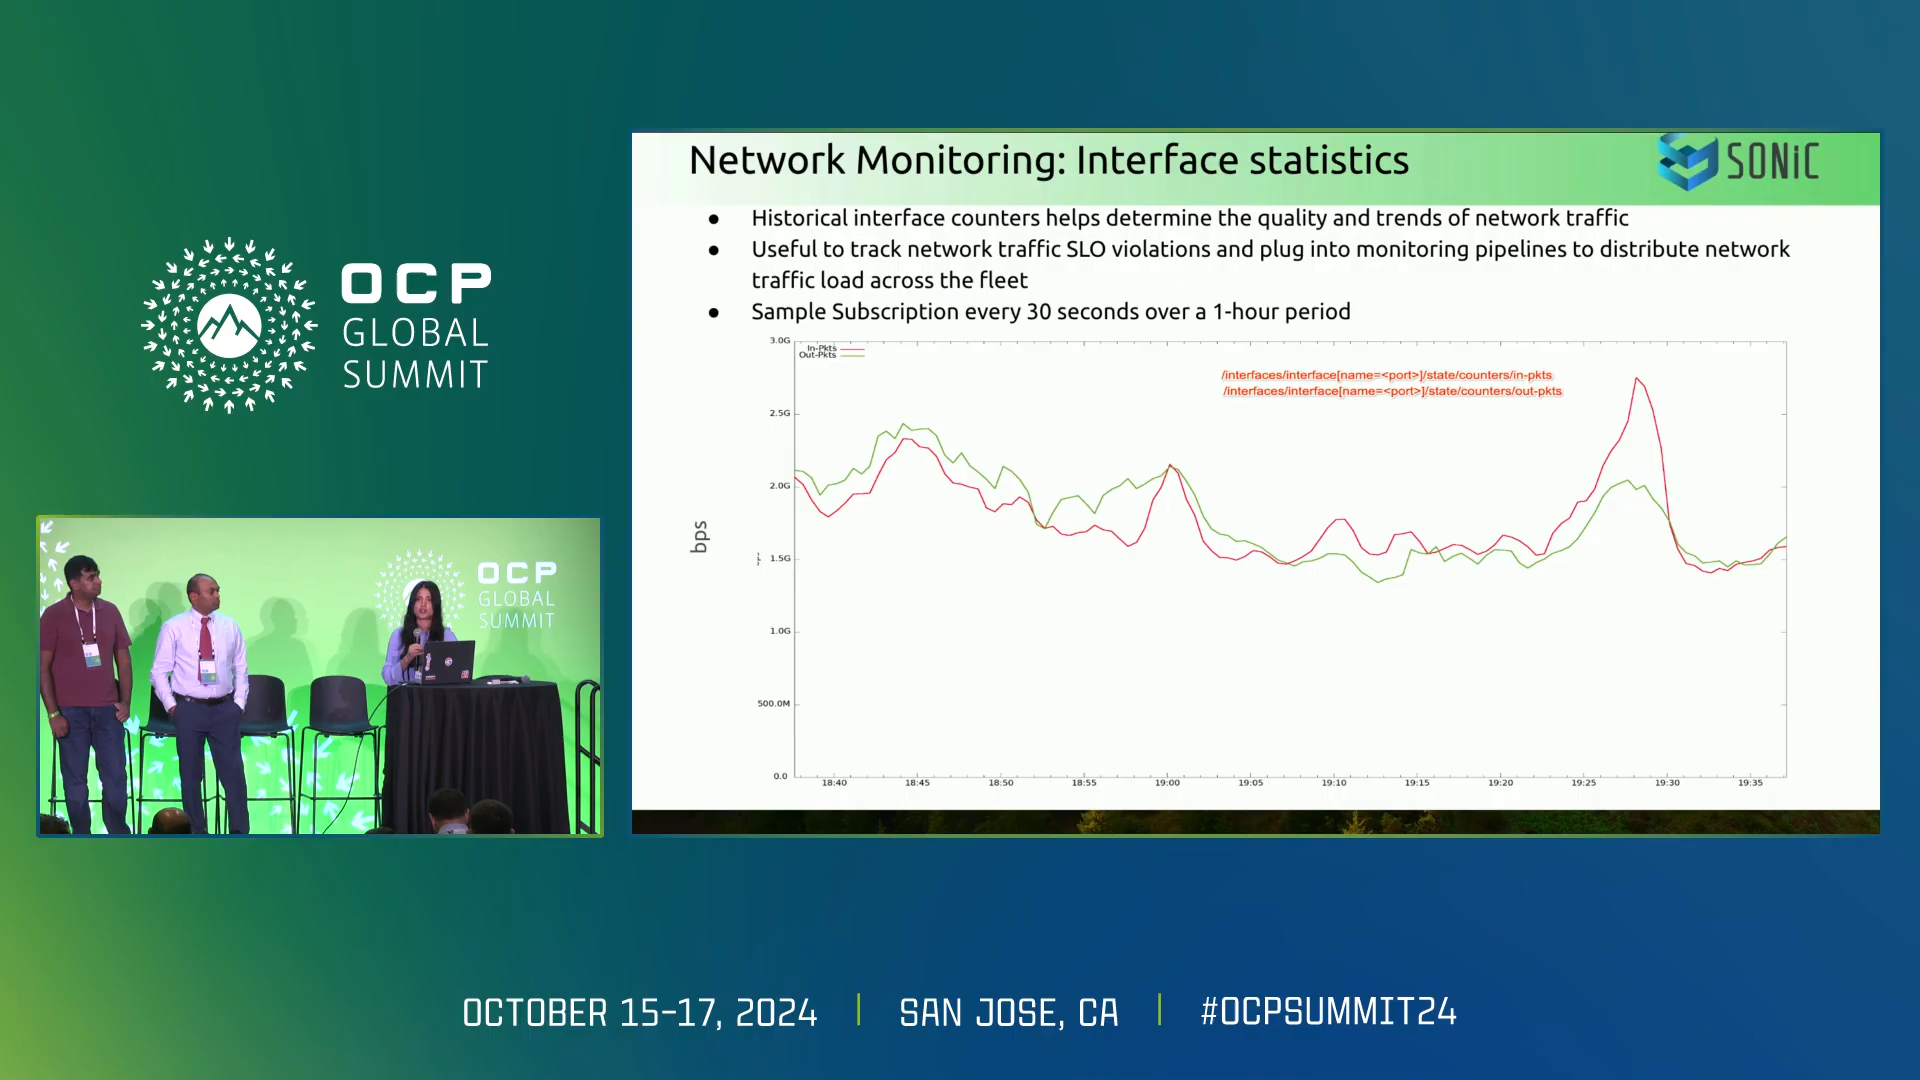 OCP
GLOBAL
SUMMIT
OCP
GLOBAL
SUMMIT
Network Monitoring: Interface statistics
SONiC
● Historical interface counters helps determine the quality and trends of network traffic
● Useful to track network traffic SLO violations and plug into monitoring pipelines to distribute network
traffic load across the fleet
● Sample Subscription every 30 seconds over a 1-hour period
In-Pkts
Out-Pkts
/interfaces/interface[name=<port>]/state/counters/in-pkts
/interfaces/interface[name=<port>]/state/counters/out-pkts
bps
3.0G
2.5G
2.0G
1.5G
1.0G
500.0M
0.0
18:40 18:45 18:50 18:55 19:00 19:05 19:10 19:15 19:20 19:25 19:30 19:35
OCTOBER 15-17, 2024 | SAN JOSE, CA | #OCPSUMMIT24